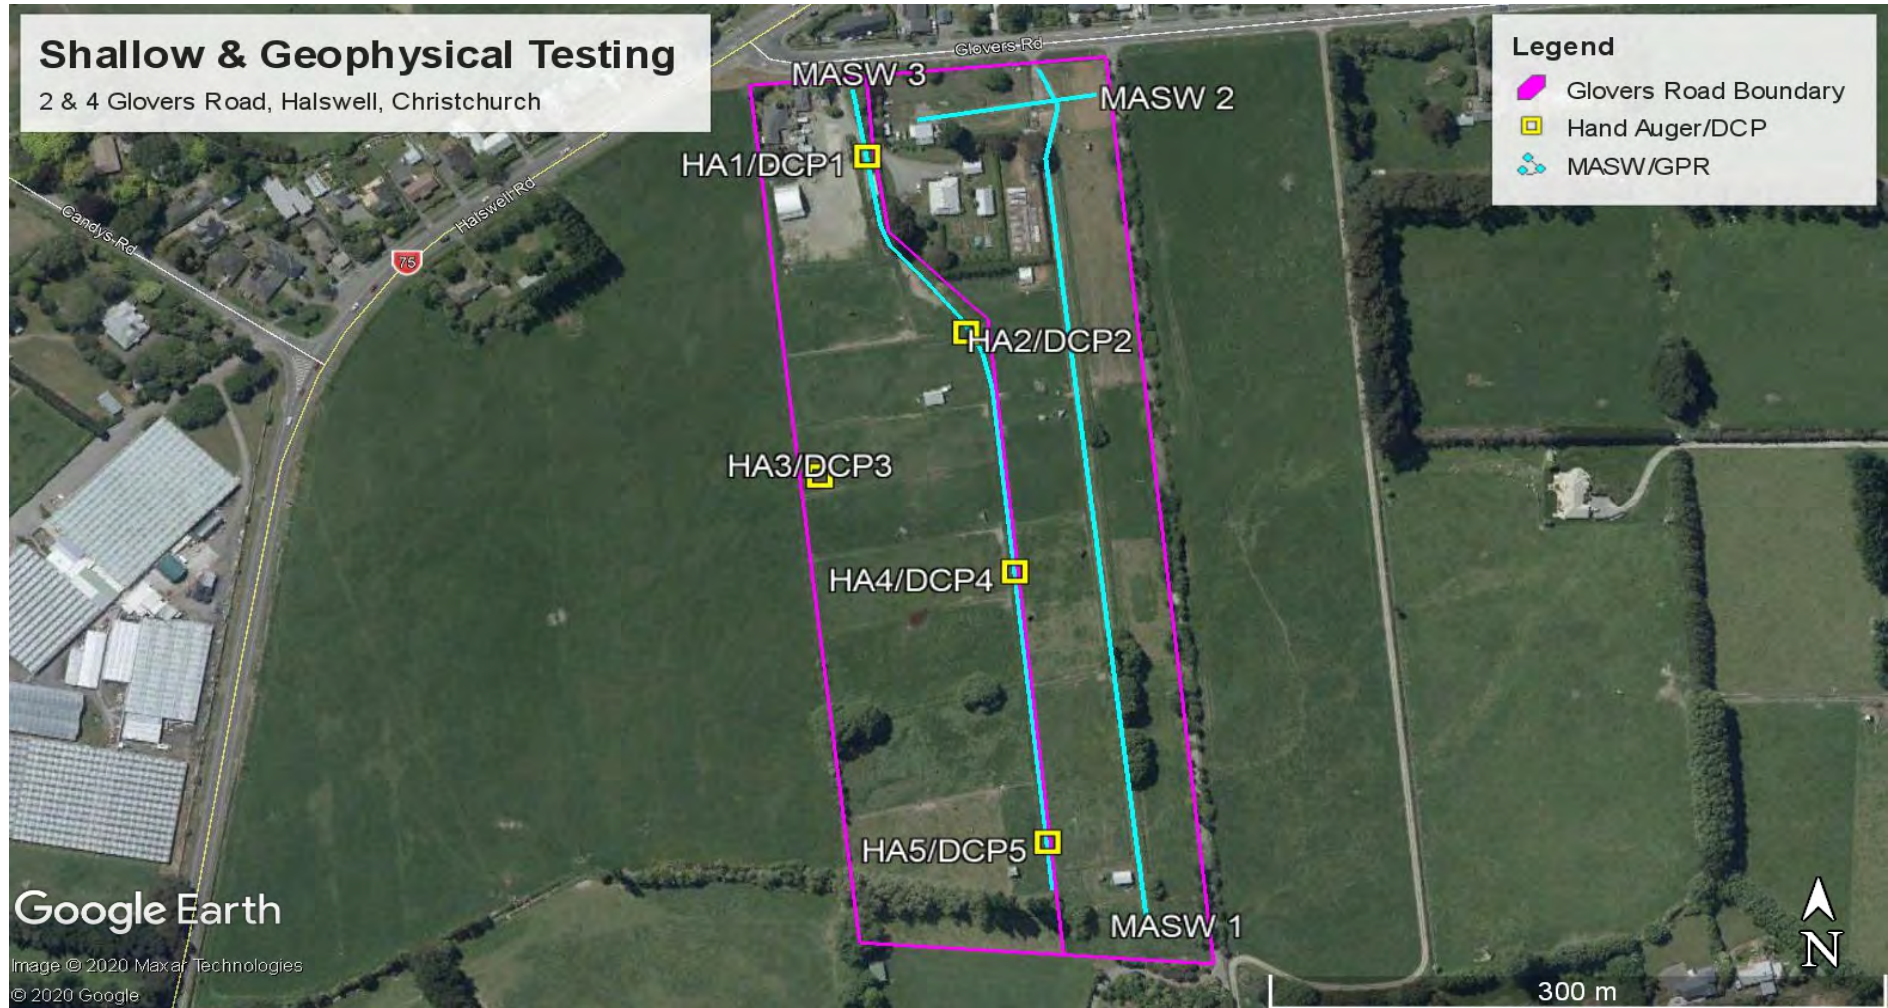 Shallow & Geophysical Testing
2 & 4 Glovers Road, Halswell, Christchurch
Legend
Glovers Road Boundary
Hand Auger/DCP
MASW/GPR
Glovers Rd
MASW 3
MASW 2
HA1/DCP1
Candys Rd
Halswell Rd
75
HA2/DCP2
HA3/DCP3
HA4/DCP4
HA5/DCP5
MASW 1
Google Earth
Image © 2020 Maxar Technologies
© 2020 Google
N
300 m